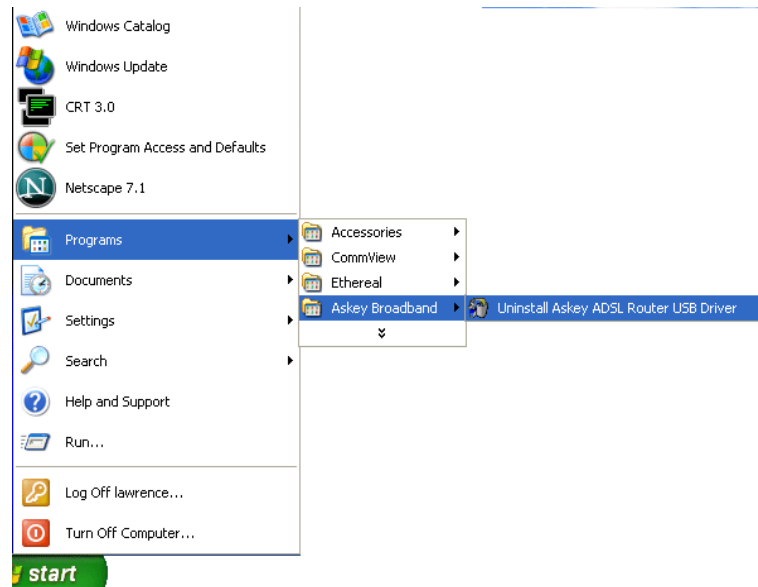 Windows Catalog
Windows Update
CRT 3.0
Set Program Access and Defaults
N
Netscape 7.1
Programs
Documents
Settings
Search
Help and Support
Run...
Log Off lawrence...
Turn Off Computer...
start
Accessories
CommView
Ethereal
Askey Broadband
Uninstall Askey ADSL Router USB Driver